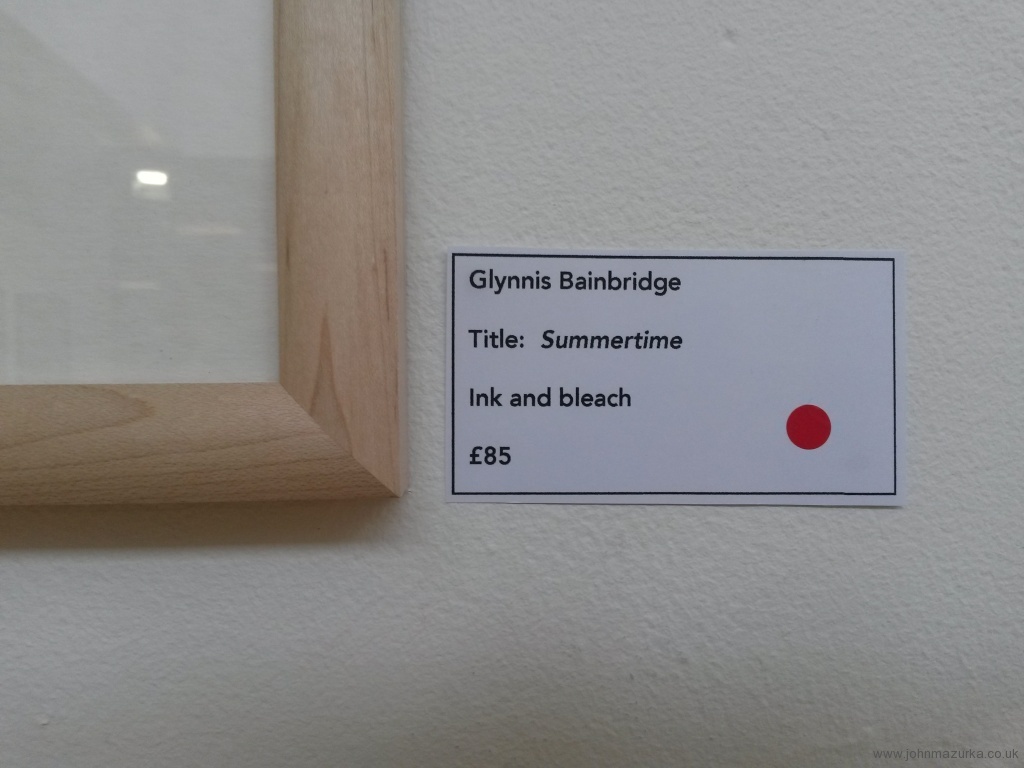 Glynnis Bainbridge
Title: Summertime
Ink and bleach
£85
www.johnmazurka.co.uk